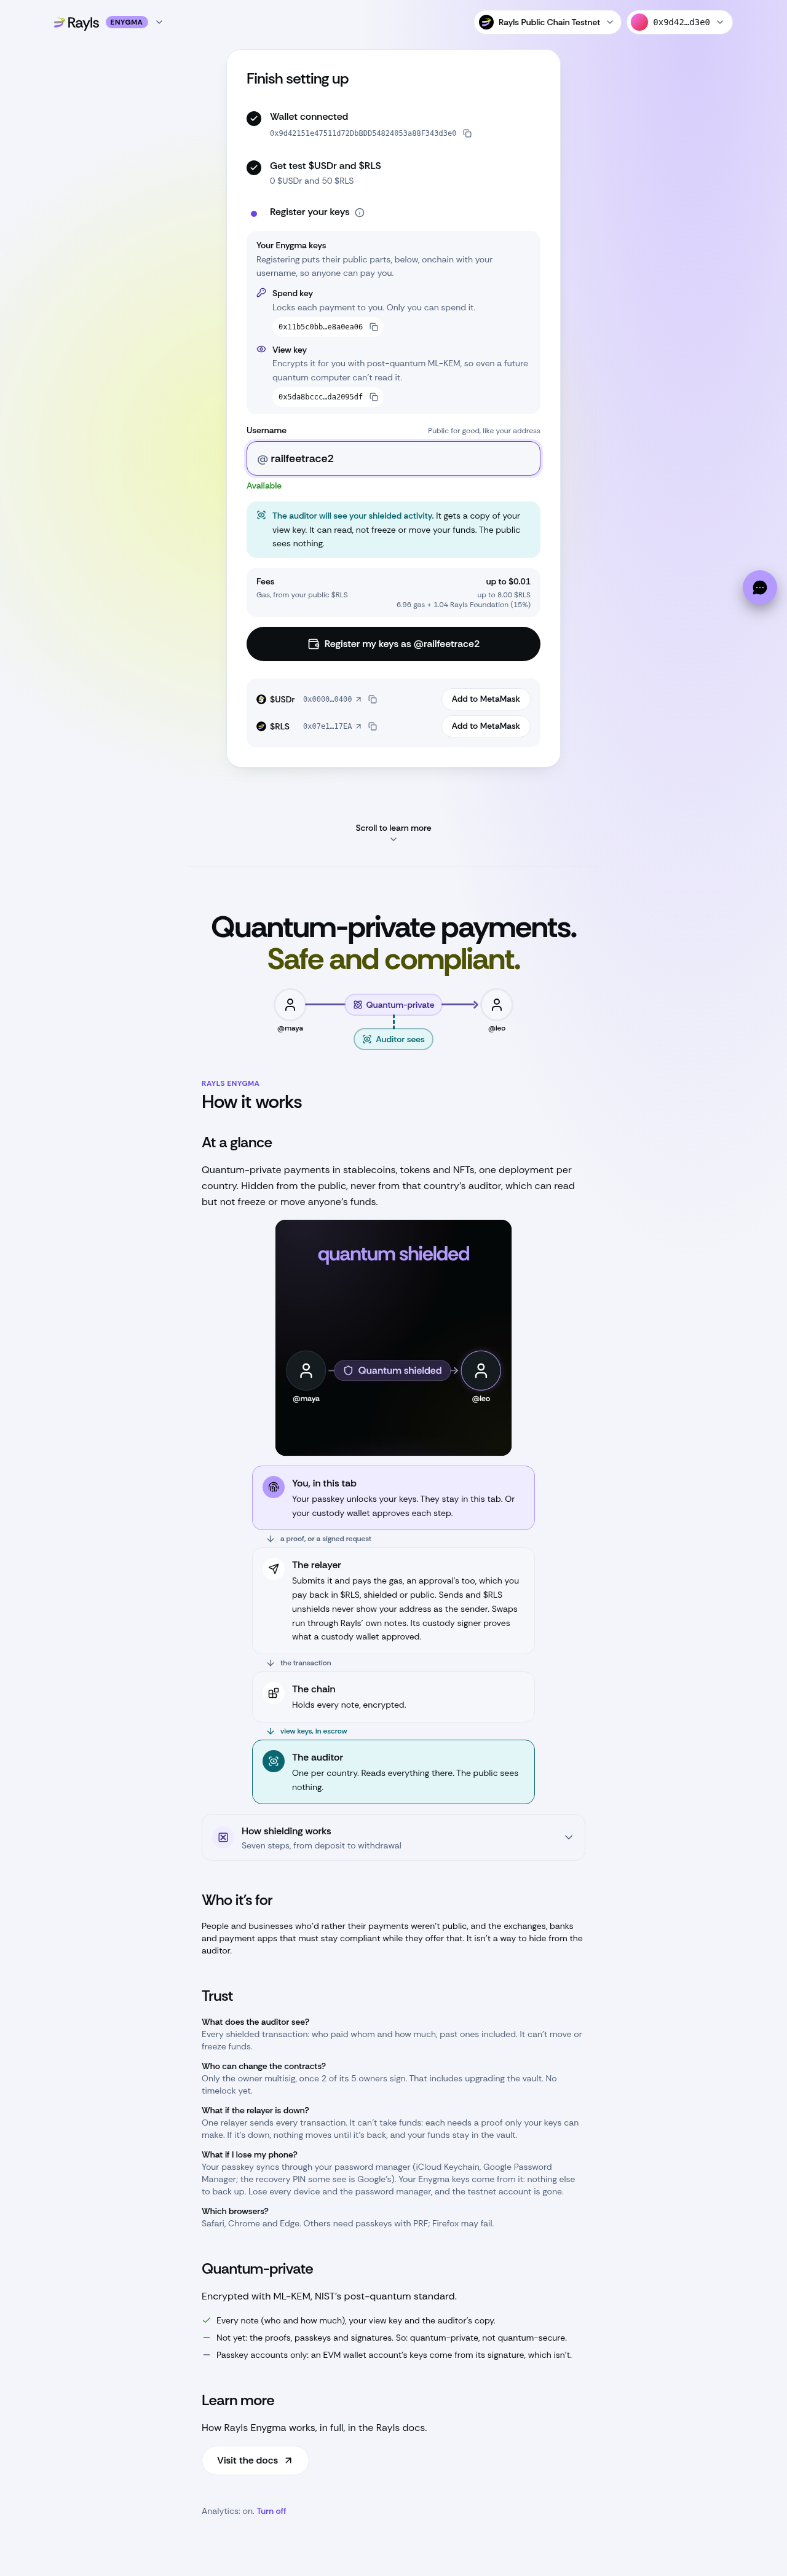 Rayls ENYGMA
Rayls Public Chain Testnet
0x9d42…d3e0
Finish setting up
Wallet connected
0x9d42151e47511d72DbBDD54824053a88F343d3e0
Get test $USDr and $RLS
0 $USDr and 50 $RLS
Register your keys
Your Enygma keys
Registering puts their public parts, below, onchain with your
username, so anyone can pay you.
Spend key
Locks each payment to you. Only you can spend it.
0x11b5c0bb…e8a0ea06
View key
Encrypts it for you with post-quantum ML-KEM, so even a future
quantum computer can't read it.
0x5da8bccc…da2095df
Username
Public for good, like your address
@ railfeetrace2
Available
The auditor will see your shielded activity. It gets a copy of your
view key. It can read, not freeze or move your funds. The public
sees nothing.
Fees
up to $0.01
Gas, from your public $RLS
up to 8.00 $RLS
6.96 gas + 1.04 Rayls Foundation (15%)
Register my keys as @railfeetrace2
$USDr 0x0000…0400 Add to MetaMask
$RLS 0x07e1…17EA Add to MetaMask
Scroll to learn more
Quantum-private payments.
Safe and compliant.
Quantum-private
@maya
@leo
Auditor sees
RAYLS ENYGMA
How it works
At a glance
Quantum-private payments in stablecoins, tokens and NFTs, one deployment per
country. Hidden from the public, never from that country's auditor, which can read
but not freeze or move anyone's funds.
quantum shielded
Quantum shielded
@maya
@leo
You, in this tab
Your passkey unlocks your keys. They stay in this tab. Or
your custody wallet approves each step.
a proof, or a signed request
The relayer
Submits it and pays the gas, an approval's too, which you
pay back in $RLS, shielded or public. Sends and $RLS
unshields never show your address as the sender. Swaps
run through Rayls' own notes. Its custody signer proves
what a custody wallet approved.
the transaction
The chain
Holds every note, encrypted.
view keys, in escrow
The auditor
One per country. Reads everything there. The public sees
nothing.
How shielding works
Seven steps, from deposit to withdrawal
Who it's for
People and businesses who'd rather their payments weren't public, and the exchanges, banks
and payment apps that must stay compliant while they offer that. It isn't a way to hide from the
auditor.
Trust
What does the auditor see?
Every shielded transaction: who paid whom and how much, past ones included. It can't move or
freeze funds.
Who can change the contracts?
Only the owner multisig, once 2 of its 5 owners sign. That includes upgrading the vault. No
timelock yet.
What if the relayer is down?
One relayer sends every transaction. It can't take funds: each needs a proof only your keys can
make. If it's down, nothing moves until it's back, and your funds stay in the vault.
What if I lose my phone?
Your passkey syncs through your password manager (iCloud Keychain, Google Password
Manager; the recovery PIN some see is Google's). Your Enygma keys come from it: nothing else
to back up. Lose every device and the password manager, and the testnet account is gone.
Which browsers?
Safari, Chrome and Edge. Others need passkeys with PRF; Firefox may fail.
Quantum-private
Encrypted with ML-KEM, NIST's post-quantum standard.
Every note (who and how much), your view key and the auditor's copy.
Not yet: the proofs, passkeys and signatures. So: quantum-private, not quantum-secure.
Passkey accounts only: an EVM wallet account's keys come from its signature, which isn't.
Learn more
How Rayls Enygma works, in full, in the Rayls docs.
Visit the docs
Analytics: on. Turn off